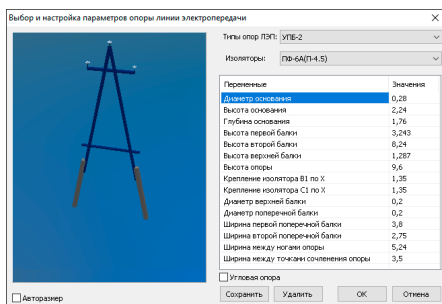 Выбор и настройка параметров опоры линии электропередачи
Типы опор ЛЭП: УПБ-2
Изоляторы: ПФ-6А(П-4.5)
Переменные Значения
Диаметр основания 0,28
Высота основания 2,24
Глубина основания 1,76
Высота первой балки 3,243
Высота второй балки 8,24
Высота верхней балки 1,287
Высота опоры 9,6
Крепление изолятора B1 по X 1,35
Крепление изолятора C1 по X 1,35
Диаметр верхней балки 0,2
Диаметр поперечной балки 0,2
Ширина первой поперечной балки 3,8
Ширина второй поперечной балки 2,75
Ширина между ногами опоры 5,24
Ширина между точками сочленения опоры 3,5
Угловая опора
Авторазмер
Сохранить Удалить ОК Отмена